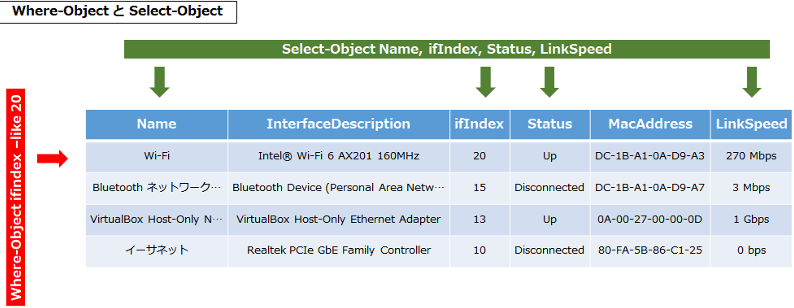 Where-Object と Select-Object
Select-Object Name, ifIndex, Status, LinkSpeed
Where-Object ifindex –like 20
Name InterfaceDescription ifIndex Status MacAddress LinkSpeed
Wi-Fi Intel® Wi-Fi 6 AX201 160MHz 20 Up DC-1B-A1-0A-D9-A3 270 Mbps
Bluetooth ネットワーク… Bluetooth Device (Personal Area Netw… 15 Disconnected DC-1B-A1-0A-D9-A7 3 Mbps
VirtualBox Host-Only N… VirtualBox Host-Only Ethernet Adapter 13 Up 0A-00-27-00-00-0D 1 Gbps
イーサネット Realtek PCIe GbE Family Controller 10 Disconnected 80-FA-5B-86-C1-25 0 bps